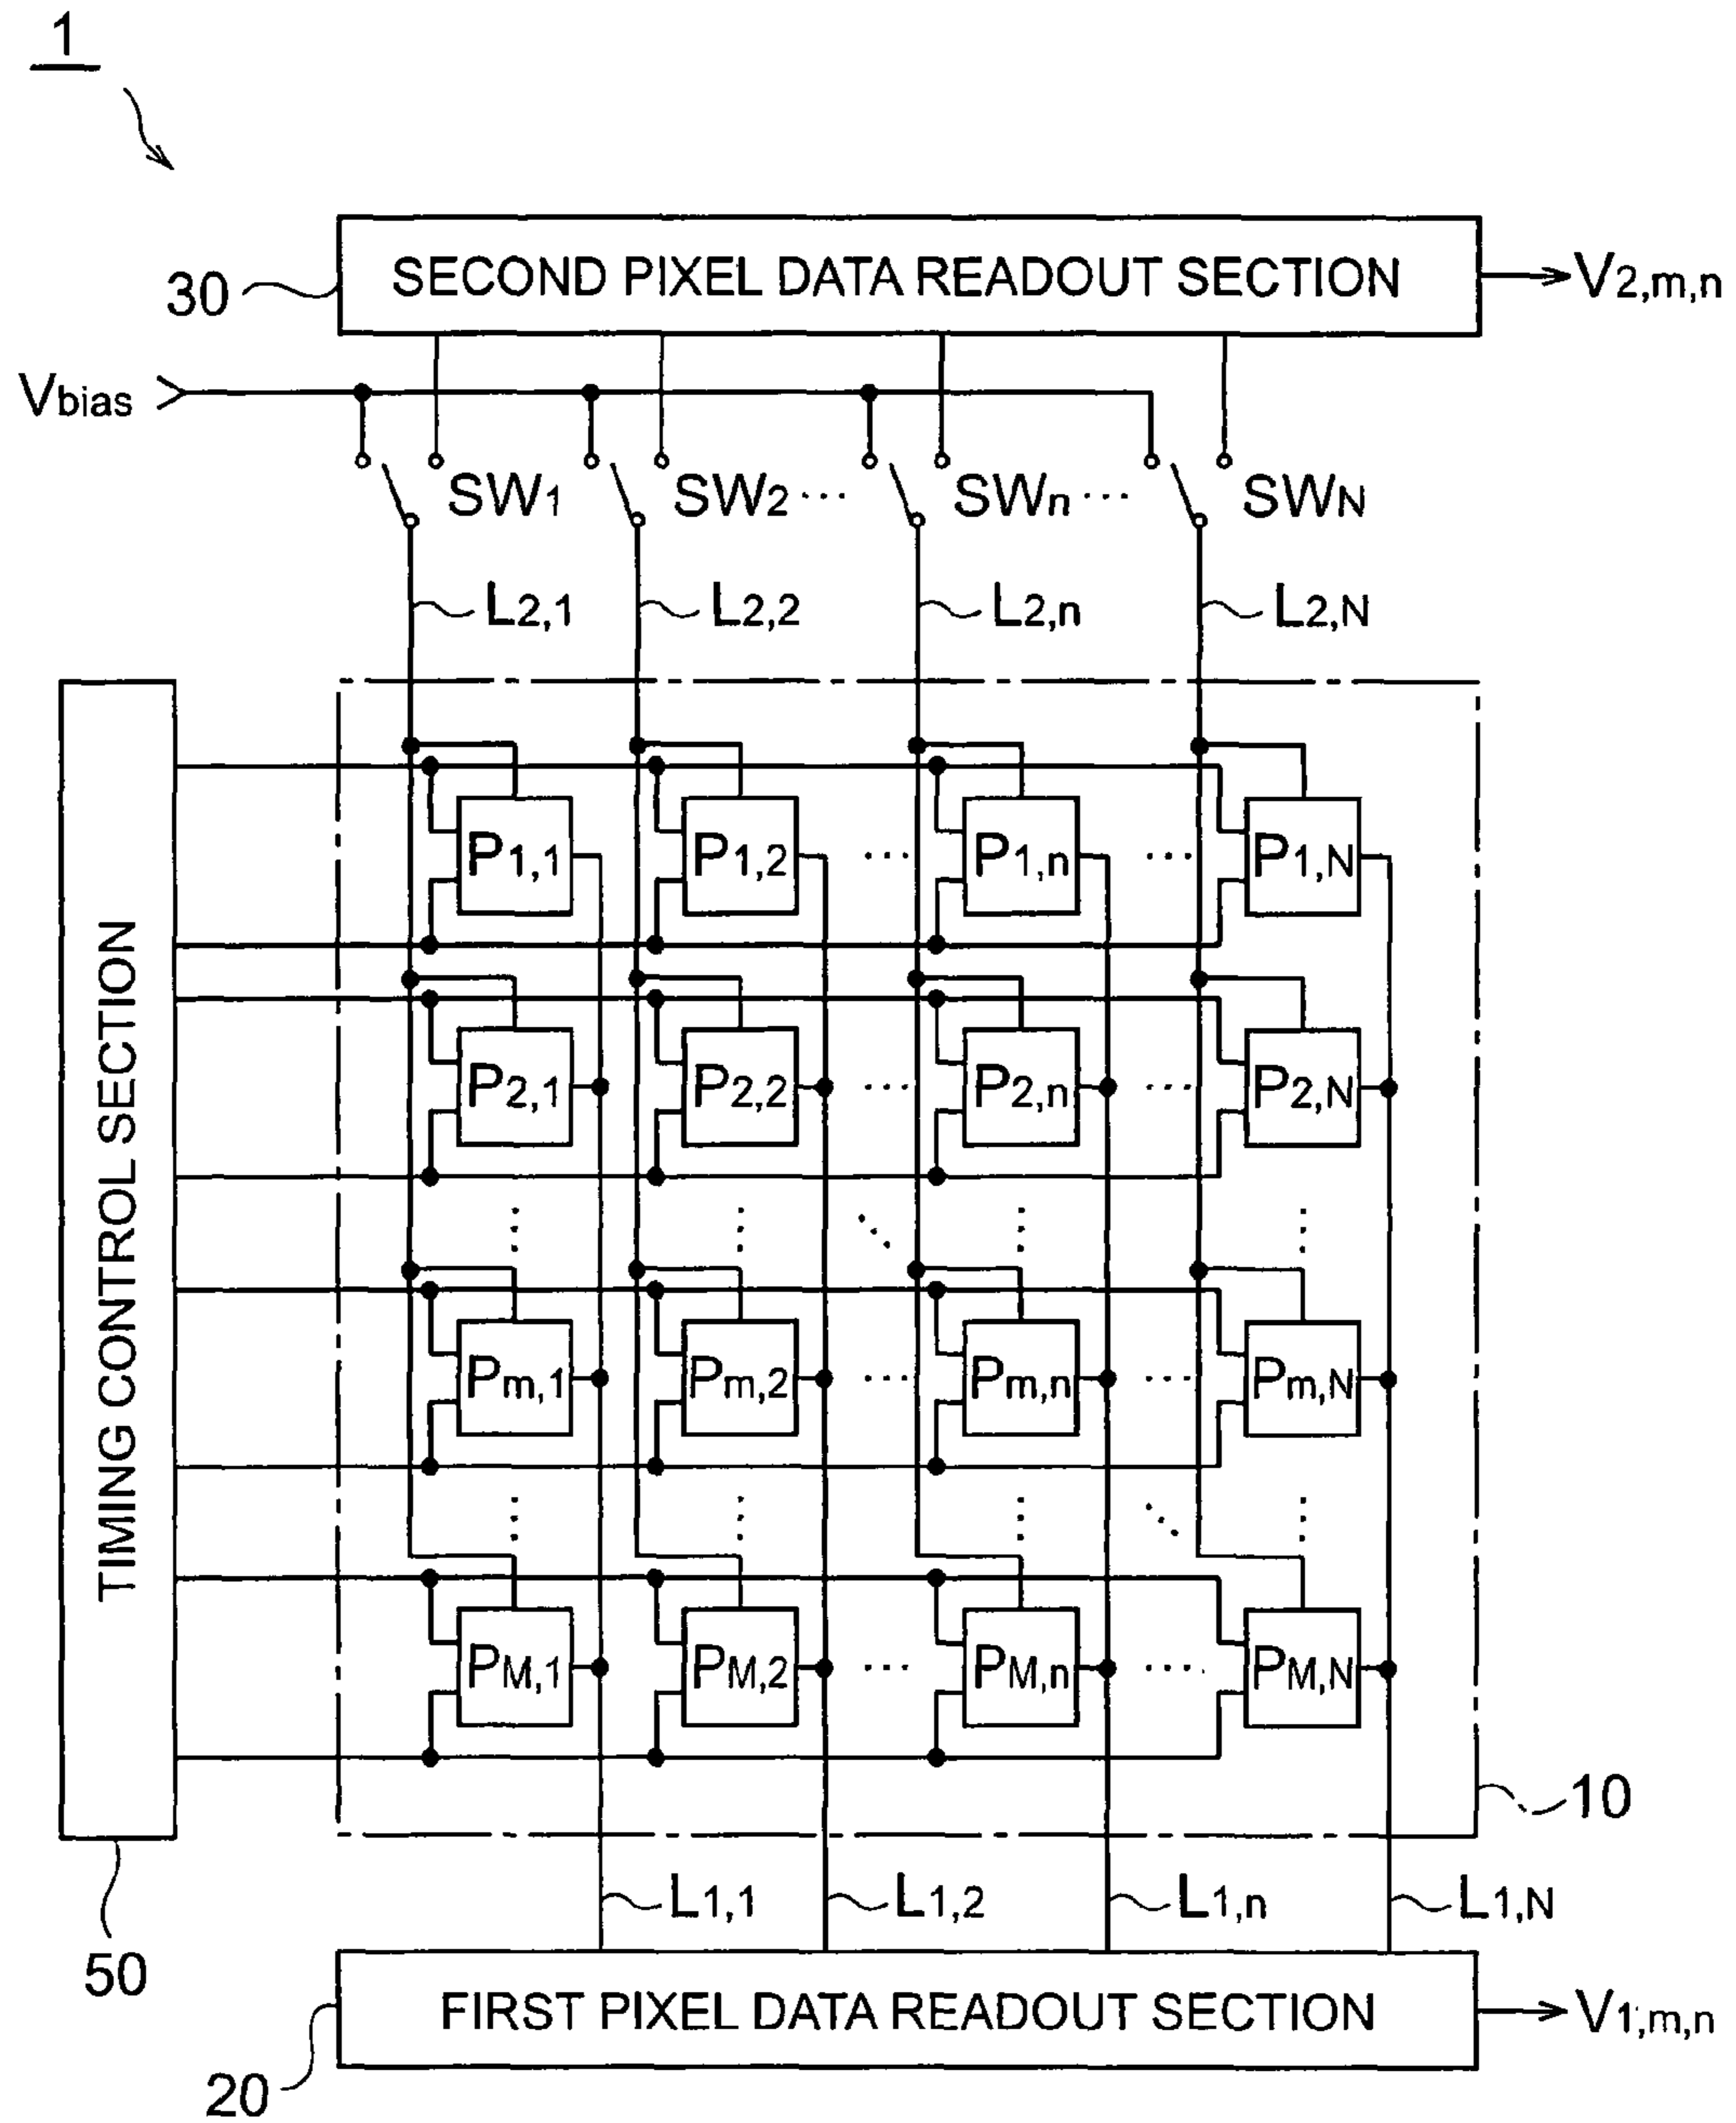 1
SECOND PIXEL DATA READOUT SECTION
V2,m,n
30
Vbias
SW1 SW2 ··· SWn ··· SWN
L2,1 L2,2 L2,n L2,N
TIMING CONTROL SECTION
P1,1 P1,2 ··· P1,n ··· P1,N
P2,1 P2,2 ··· P2,n ··· P2,N
Pm,1 Pm,2 ··· Pm,n ··· Pm,N
PM,1 PM,2 ··· PM,n ··· PM,N
10
50
L1,1 L1,2 L1,n L1,N
FIRST PIXEL DATA READOUT SECTION
V1,m,n
20